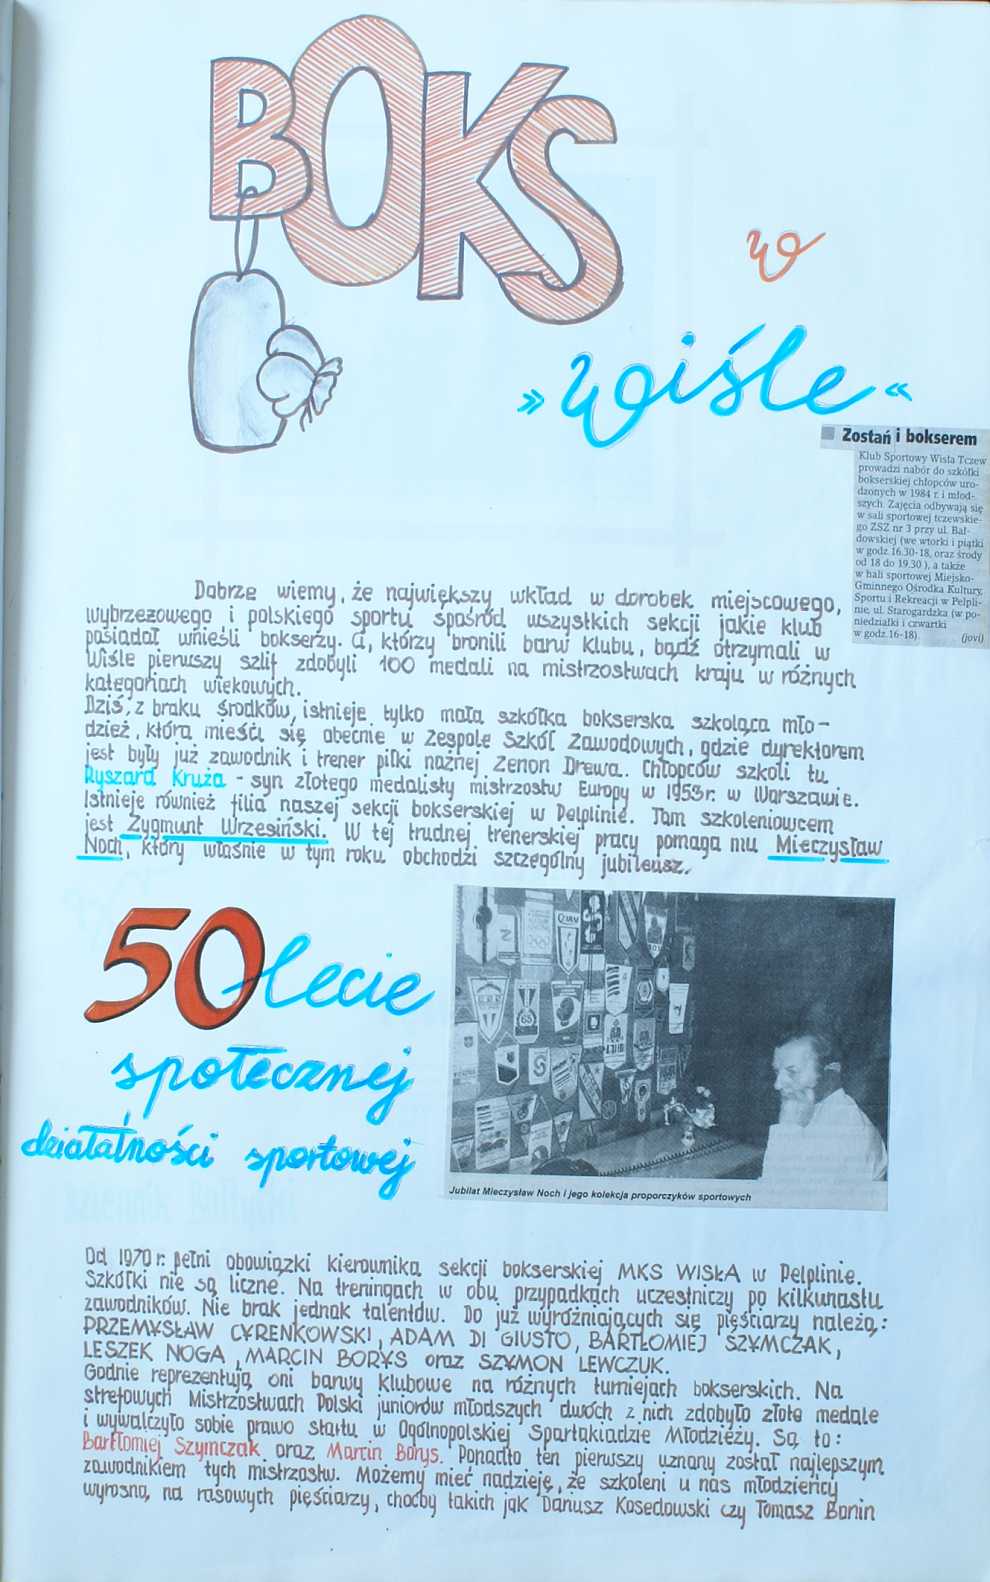 BOKS
w
»Wiśle«
Zostań i bokserem
Klub Sportowy Wisła Tczew
prowadzi nabór do szkółki
bokserskiej chłopców uro-
dzonych w 1984 r. i młod-
szych. Zajęcia odbywają się
w sali sportowej tczewskie-
go ZSZ nr 3 przy ul. Bał-
dowskiej (we wtorki i piątki
w godz. 16.30-18, oraz środy
od 18 do 19.30 ), a także
w hali sportowej Miejsko-
Gminnego Ośrodka Kultury,
Sportu i Rekreacji w Pelpli-
nie, ul. Starogardzka (w po-
niedziałki i czwartki
w godz. 16-18). (jovi)
Dobrze wiemy, że największy wkład w dorobek miejscowego,
wybrzeżowego i polskiego sportu spośród wszystkich sekcji jakie klub
posiadał wnieśli bokserzy. Ci, którzy bronili barw klubu, bądź otrzymali w
Wiśle pierwszy szlif zdobyli 100 medali na mistrzostwach kraju w różnych
kategoriach wiekowych.
Dziś, z braku środków, istnieje tylko mała szkółka bokserska szkoląca mło-
dzież, która mieści się obecnie w Zespole Szkół Zawodowych, gdzie dyrektorem
jest były już zawodnik i trener piłki nożnej Zenon Drewa. Chłopców szkoli tu
Ryszard Kruża - syn złotego medalisty mistrzostw Europy w 1953r. w Warszawie.
Istnieje również filia naszej sekcji bokserskiej w Pelplinie. Tam szkoleniowcem
jest Zygmunt Wrzesiński. W tej trudnej trenerskiej pracy pomaga mu Mieczysław
Noch, który właśnie w tym roku obchodzi szczególny jubileusz.
50lecie
społecznej
działalności sportowej
Jubilat Mieczysław Noch i jego kolekcja proporczyków sportowych
Od 1970 r. pełni obowiązki kierownika sekcji bokserskiej MKS WISŁA w Pelplinie.
Szkółki nie są liczne. Na treningach w obu przypadkach uczestniczy po kilkunastu
zawodników. Nie brak jednak talentów. Do już wyróżniających się pięściarzy należą:
PRZEMYSŁAW CYRENKOWSKI, ADAM DI GIUSTO, BARTŁOMIEJ SZYMCZAK,
LESZEK NOGA, MARCIN BORYS oraz SZYMON LEWCZUK.
Godnie reprezentują oni barwy klubowe na różnych turniejach bokserskich. Na
strefowych Mistrzostwach Polski juniorów młodszych dwóch z nich zdobyło złote medale
i wywalczyło sobie prawo startu w Ogólnopolskiej Spartakiadzie Młodzieży. Są to:
Bartłomiej Szymczak oraz Marcin Borys. Ponadto ten pierwszy uznany został najlepszym
zawodnikiem tych mistrzostw. Możemy mieć nadzieję, że szkoleni u nas młodzieńcy
wyrosną na rasowych pięściarzy, choćby takich jak Dariusz Kosedowski czy Tomasz Bonin